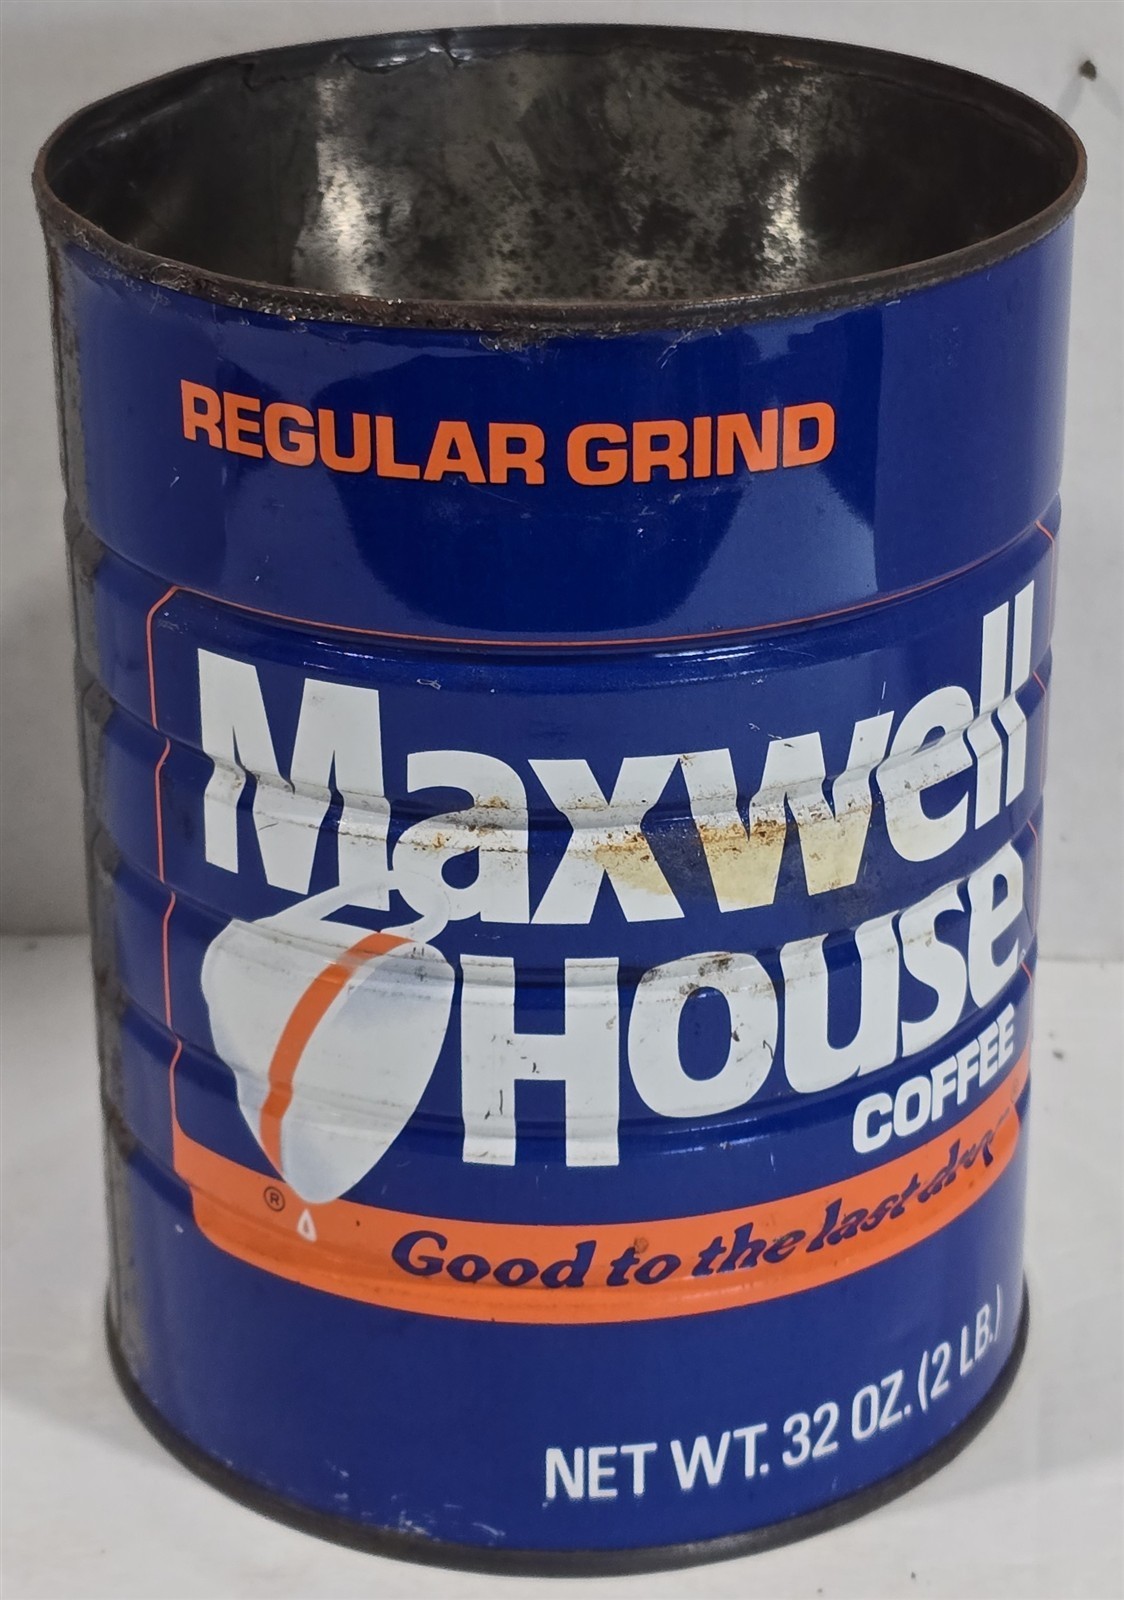 REGULAR GRIND
Maxwell
House
COFFEE
®
Good to the last drop
NET WT. 32 OZ. (2 LB.)